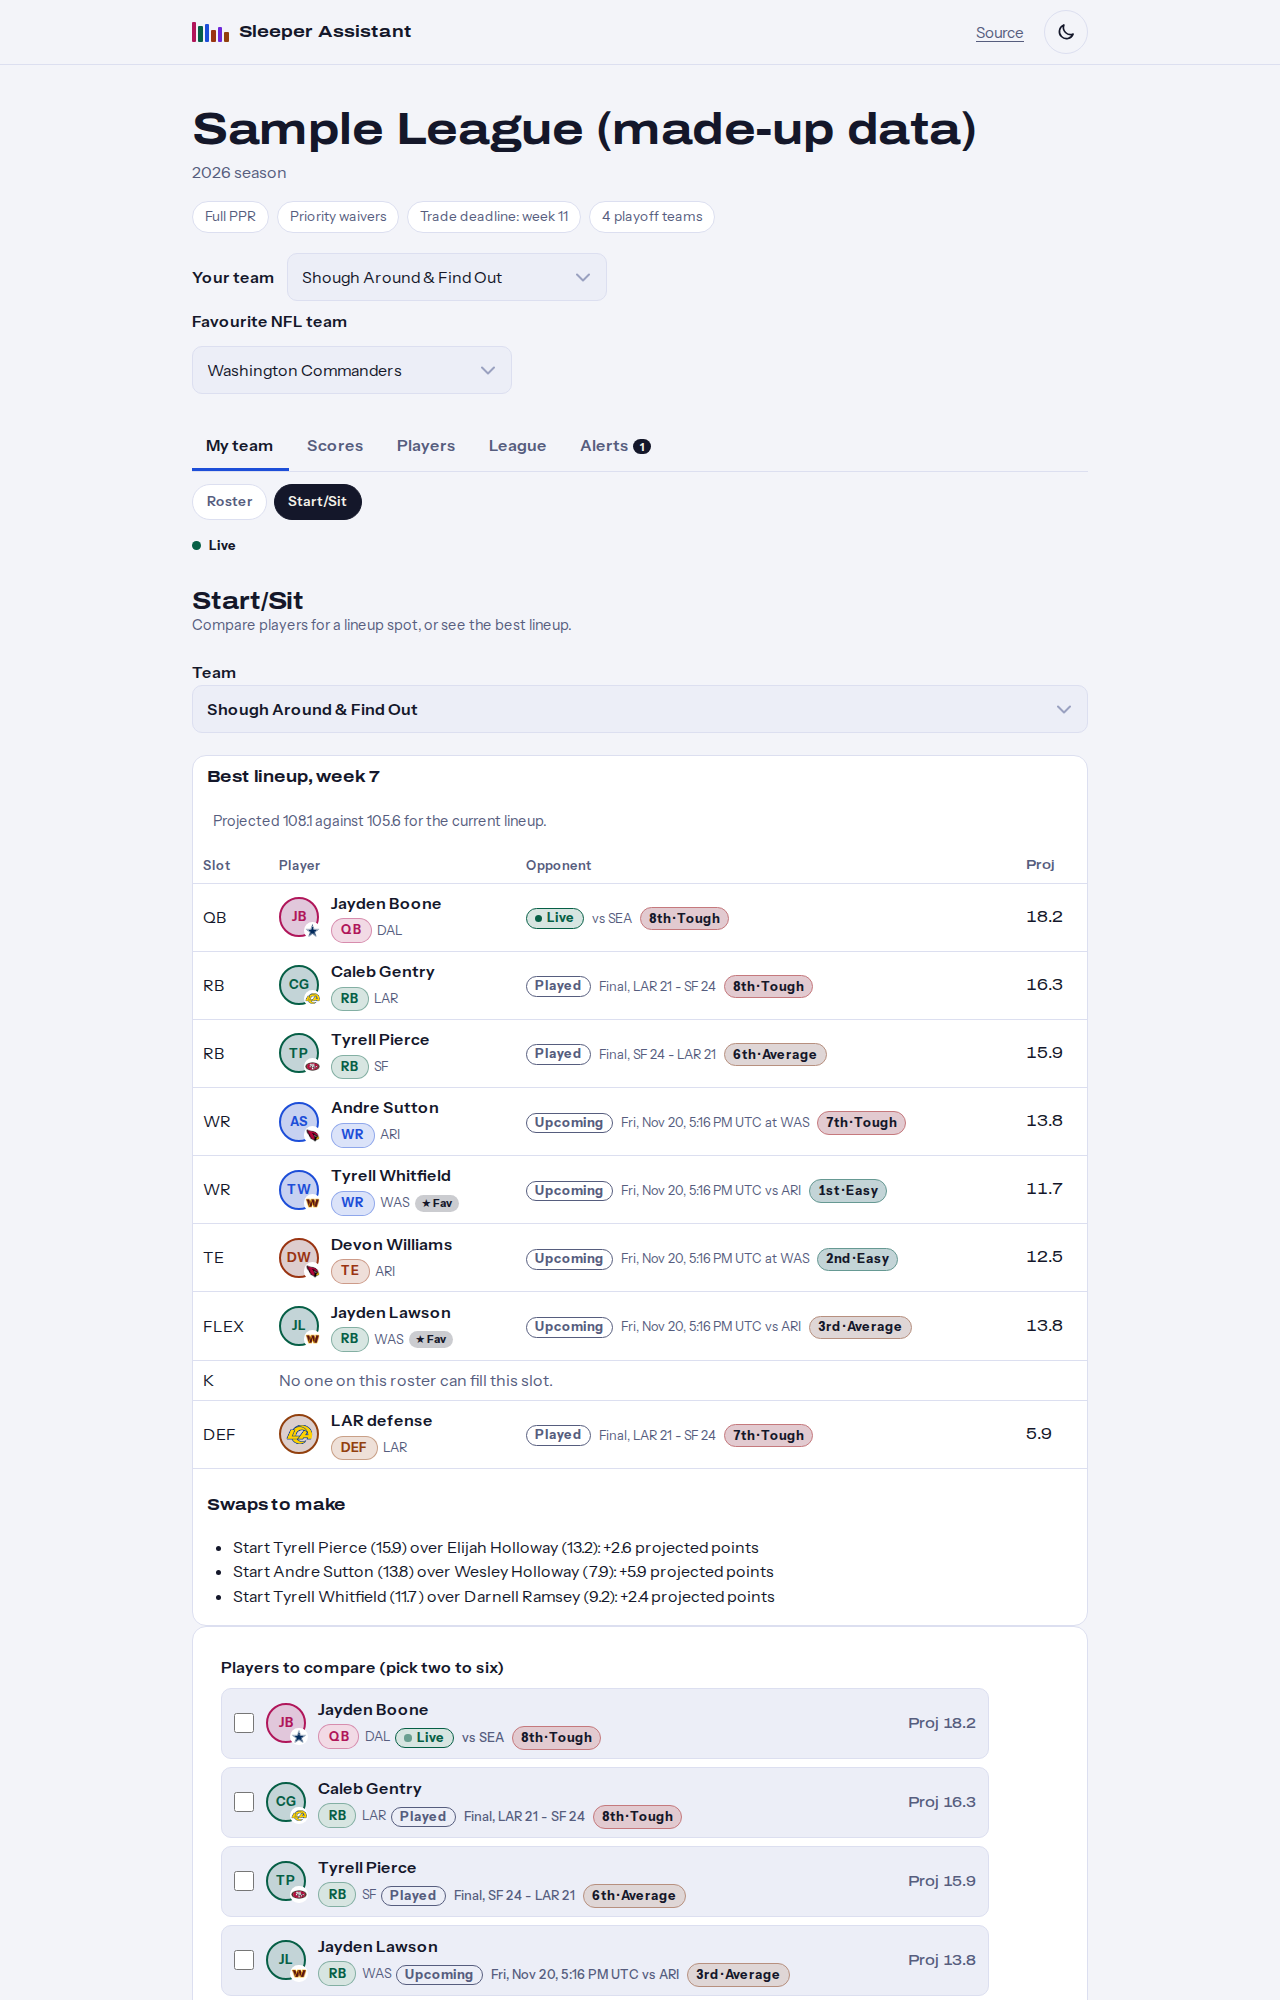 Sleeper Assistant
Source
Sample League (made-up data)
2026 season
Full PPR
Priority waivers
Trade deadline: week 11
4 playoff teams
Your team
Shough Around & Find Out
Favourite NFL team
Washington Commanders
My team
Scores
Players
League
Alerts 1
Roster
Start/Sit
Live
Start/Sit
Compare players for a lineup spot, or see the best lineup.
Team
Shough Around & Find Out
Best lineup, week 7
Projected 108.1 against 105.6 for the current lineup.
Slot Player Opponent Proj
QB JB Jayden Boone QB DAL Live vs SEA 8th·Tough 18.2
RB CG Caleb Gentry RB LAR Played Final, LAR 21 - SF 24 8th·Tough 16.3
RB TP Tyrell Pierce RB SF Played Final, SF 24 - LAR 21 6th·Average 15.9
WR AS Andre Sutton WR ARI Upcoming Fri, Nov 20, 5:16 PM UTC at WAS 7th·Tough 13.8
WR TW Tyrell Whitfield WR WAS ★ Fav Upcoming Fri, Nov 20, 5:16 PM UTC vs ARI 1st·Easy 11.7
TE DW Devon Williams TE ARI Upcoming Fri, Nov 20, 5:16 PM UTC at WAS 2nd·Easy 12.5
FLEX JL Jayden Lawson RB WAS ★ Fav Upcoming Fri, Nov 20, 5:16 PM UTC vs ARI 3rd·Average 13.8
K No one on this roster can fill this slot.
DEF LAR defense DEF LAR Played Final, LAR 21 - SF 24 7th·Tough 5.9
Swaps to make
Start Tyrell Pierce (15.9) over Elijah Holloway (13.2): +2.6 projected points
Start Andre Sutton (13.8) over Wesley Holloway (7.9): +5.9 projected points
Start Tyrell Whitfield (11.7) over Darnell Ramsey (9.2): +2.4 projected points
Players to compare (pick two to six)
JB Jayden Boone QB DAL Live vs SEA 8th·Tough Proj 18.2
CG Caleb Gentry RB LAR Played Final, LAR 21 - SF 24 8th·Tough Proj 16.3
TP Tyrell Pierce RB SF Played Final, SF 24 - LAR 21 6th·Average Proj 15.9
JL Jayden Lawson RB WAS Upcoming Fri, Nov 20, 5:16 PM UTC vs ARI 3rd·Average Proj 13.8